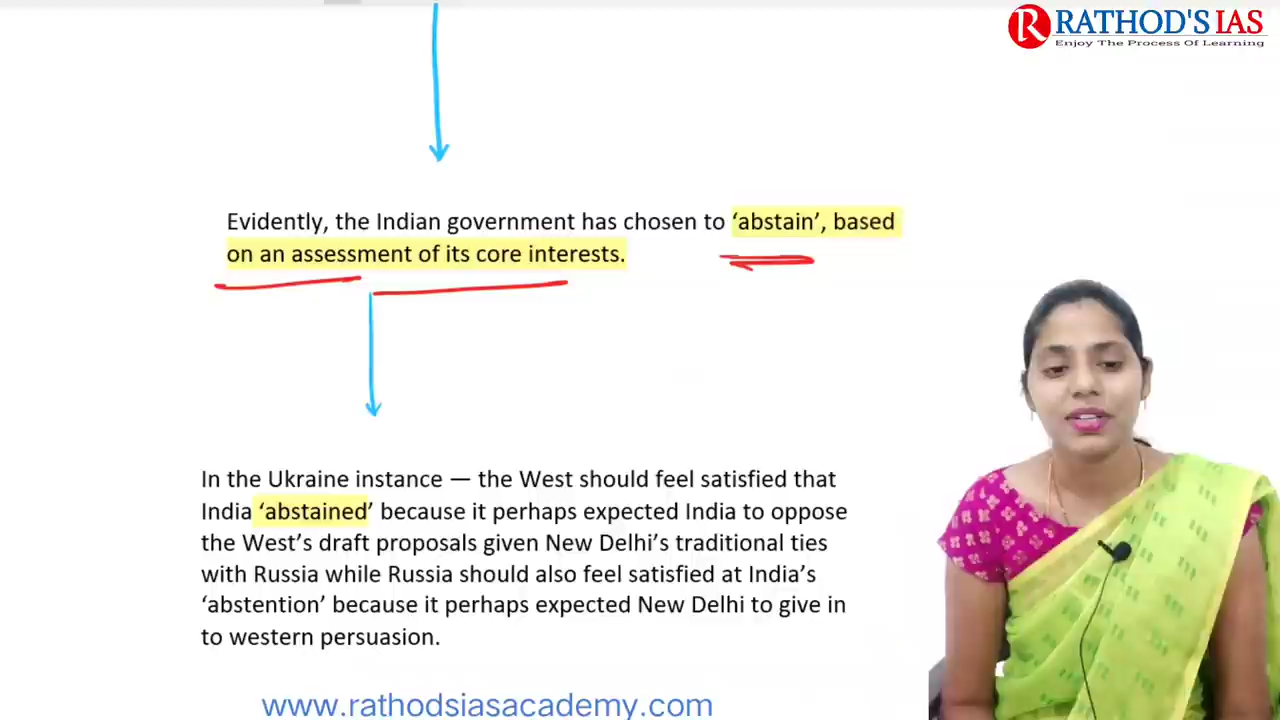 RATHOD'S IAS
Enjoy The Process Of Learning
Evidently, the Indian government has chosen to ‘abstain’, based
on an assessment of its core interests.
In the Ukraine instance — the West should feel satisfied that
India ‘abstained’ because it perhaps expected India to oppose
the West’s draft proposals given New Delhi’s traditional ties
with Russia while Russia should also feel satisfied at India’s
‘abstention’ because it perhaps expected New Delhi to give in
to western persuasion.
www.rathodsiasacademy.com